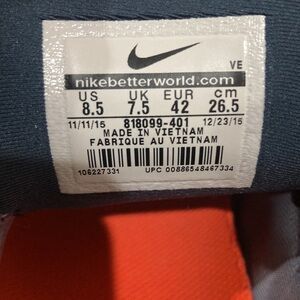 VE
nikebetterworld.com
US UK EUR cm
8.5 7.5 42 26.5
11/11/15 818099-401 12/23/15
MADE IN VIETNAM
FABRIQUE AU VIETNAM
106227331 UPC 00886548467334